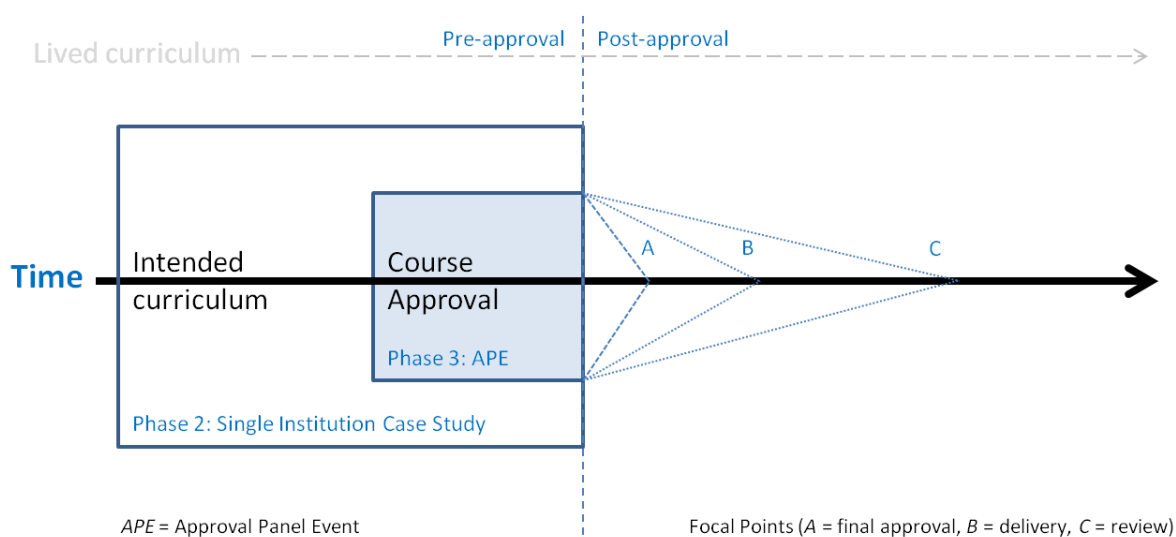 Pre-approval
Post-approval
Lived curriculum
Time
Intended
curriculum
Course
Approval
A
B
C
Phase 3: APE
Phase 2: Single Institution Case Study
APE = Approval Panel Event
Focal Points (A = final approval, B = delivery, C = review)